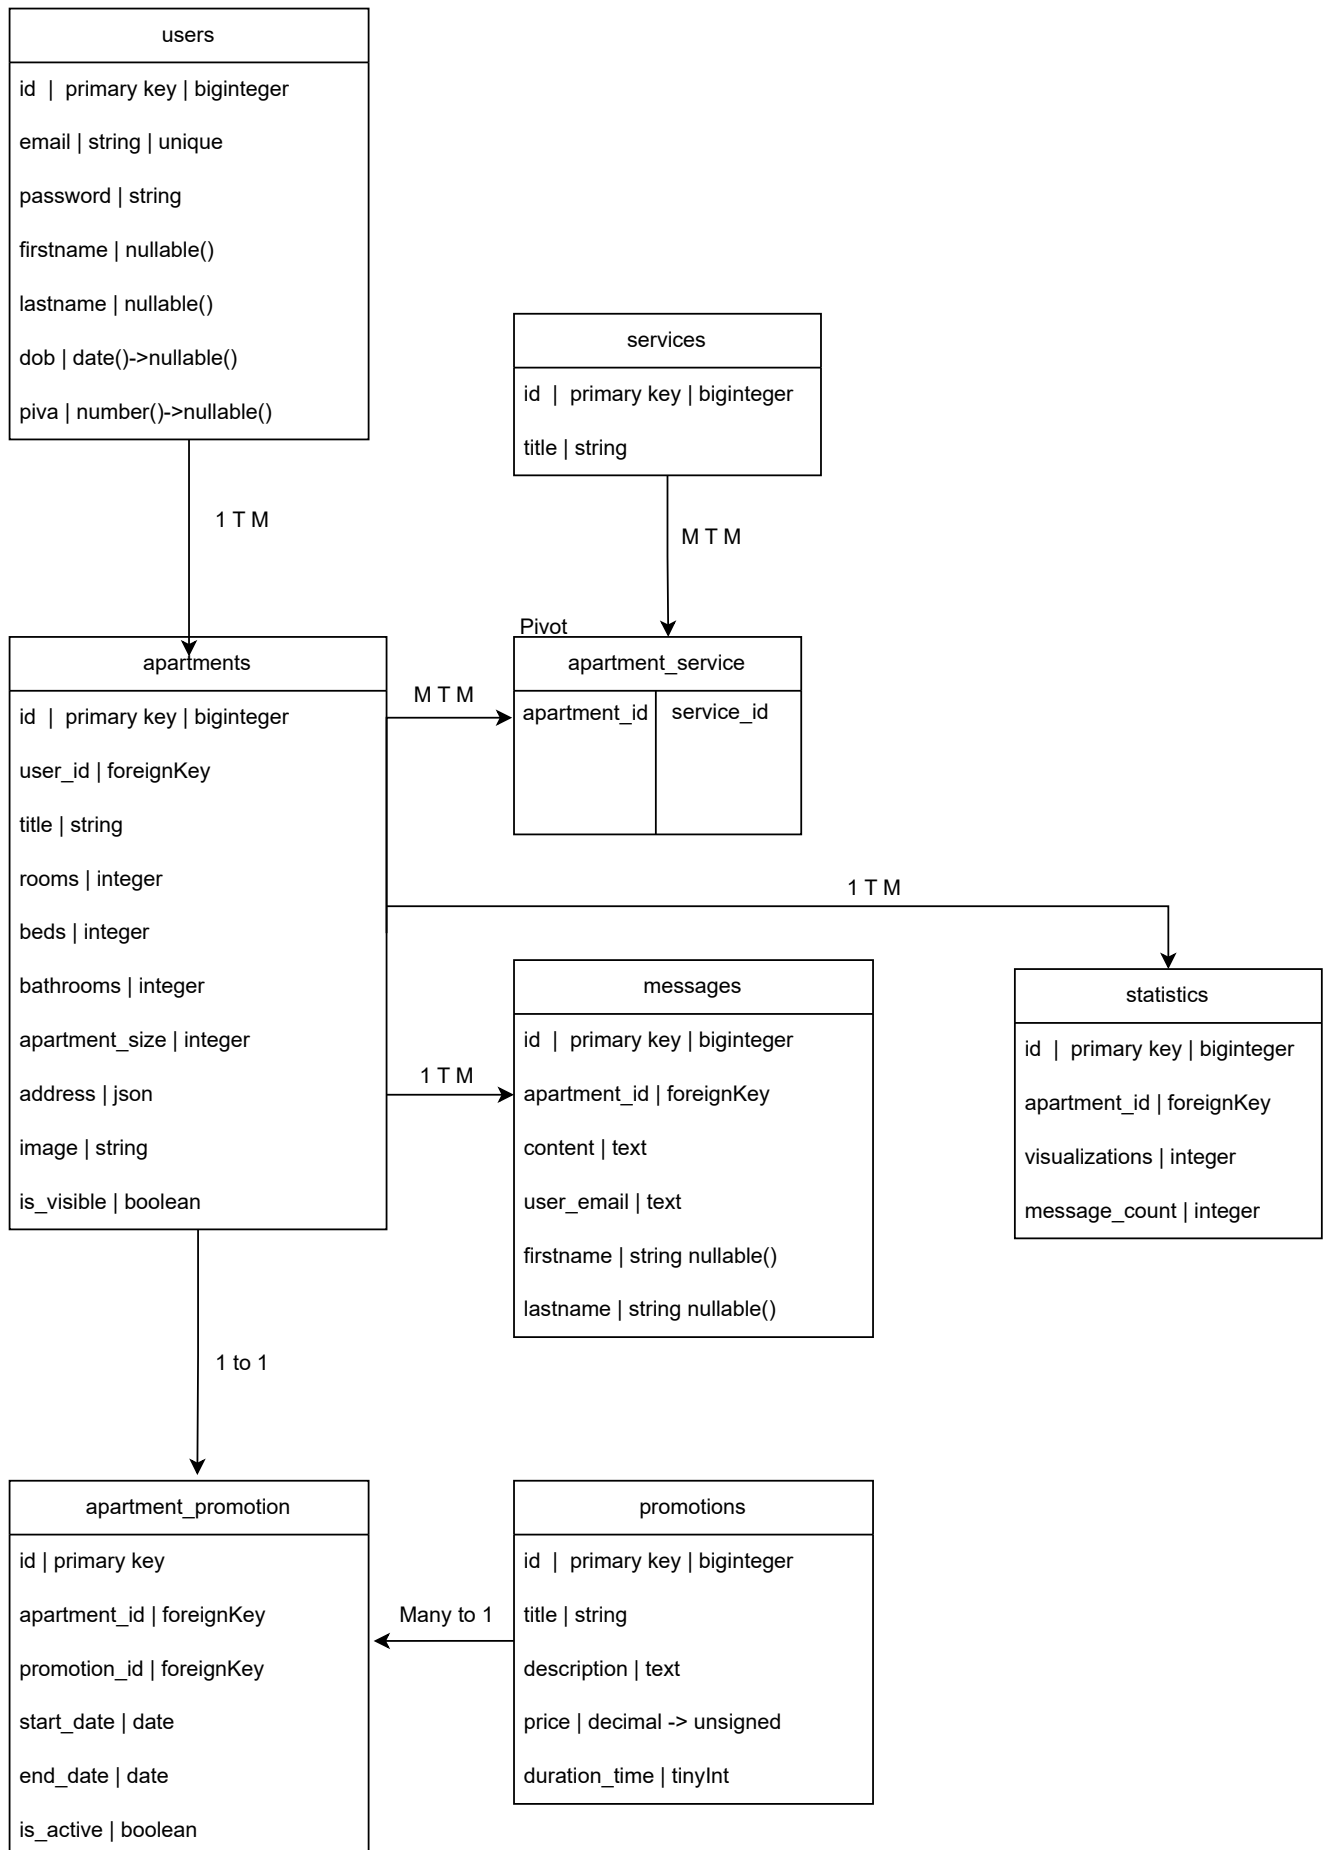 users
id | primary key | biginteger
email | string | unique
password | string
firstname | nullable()
lastname | nullable()
dob | date()->nullable()
piva | number()->nullable()
1 T M
services
id | primary key | biginteger
title | string
M T M
apartments
id | primary key | biginteger
user_id | foreignKey
title | string
rooms | integer
beds | integer
bathrooms | integer
apartment_size | integer
address | json
image | string
is_visible | boolean
M T M
Pivot
apartment_service
apartment_id
service_id
1 T M
statistics
id | primary key | biginteger
apartment_id | foreignKey
visualizations | integer
message_count | integer
1 T M
messages
id | primary key | biginteger
apartment_id | foreignKey
content | text
user_email | text
firstname | string nullable()
lastname | string nullable()
1 to 1
apartment_promotion
id | primary key
apartment_id | foreignKey
promotion_id | foreignKey
start_date | date
end_date | date
is_active | boolean
Many to 1
promotions
id | primary key | biginteger
title | string
description | text
price | decimal -> unsigned
duration_time | tinyInt